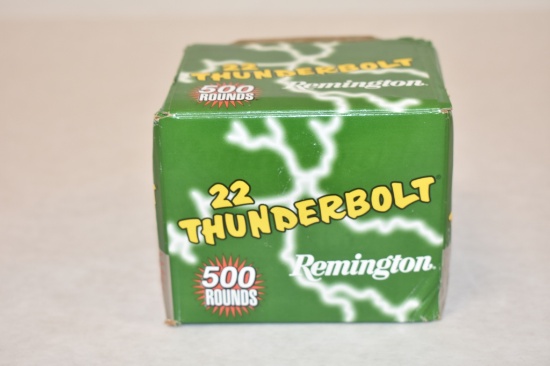 22
THUNDERBOLT
500
ROUNDS
Remington
22
THUNDERBOLT®
500
ROUNDS
Remington